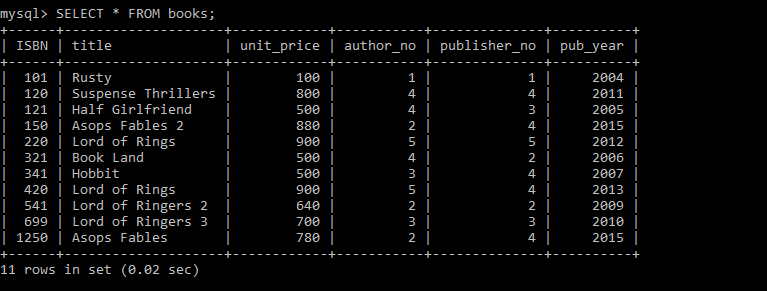 mysql> SELECT * FROM books;
+------+--------------------+------------+-----------+--------------+----------+
| ISBN | title              | unit_price | author_no | publisher_no | pub_year |
+------+--------------------+------------+-----------+--------------+----------+
|  101 | Rusty              |        100 |         1 |            1 |     2004 |
|  120 | Suspense Thrillers |        800 |         4 |            4 |     2011 |
|  121 | Half Girlfriend    |        500 |         4 |            3 |     2005 |
|  150 | Asops Fables 2     |        880 |         2 |            4 |     2015 |
|  220 | Lord of Rings      |        900 |         5 |            5 |     2012 |
|  321 | Book Land          |        500 |         4 |            2 |     2006 |
|  341 | Hobbit             |        500 |         3 |            4 |     2007 |
|  420 | Lord of Rings      |        900 |         5 |            4 |     2013 |
|  541 | Lord of Ringers 2  |        640 |         2 |            2 |     2009 |
|  699 | Lord of Ringers 3  |        700 |         3 |            3 |     2010 |
| 1250 | Asops Fables       |        780 |         2 |            4 |     2015 |
+------+--------------------+------------+-----------+--------------+----------+
11 rows in set (0.02 sec)